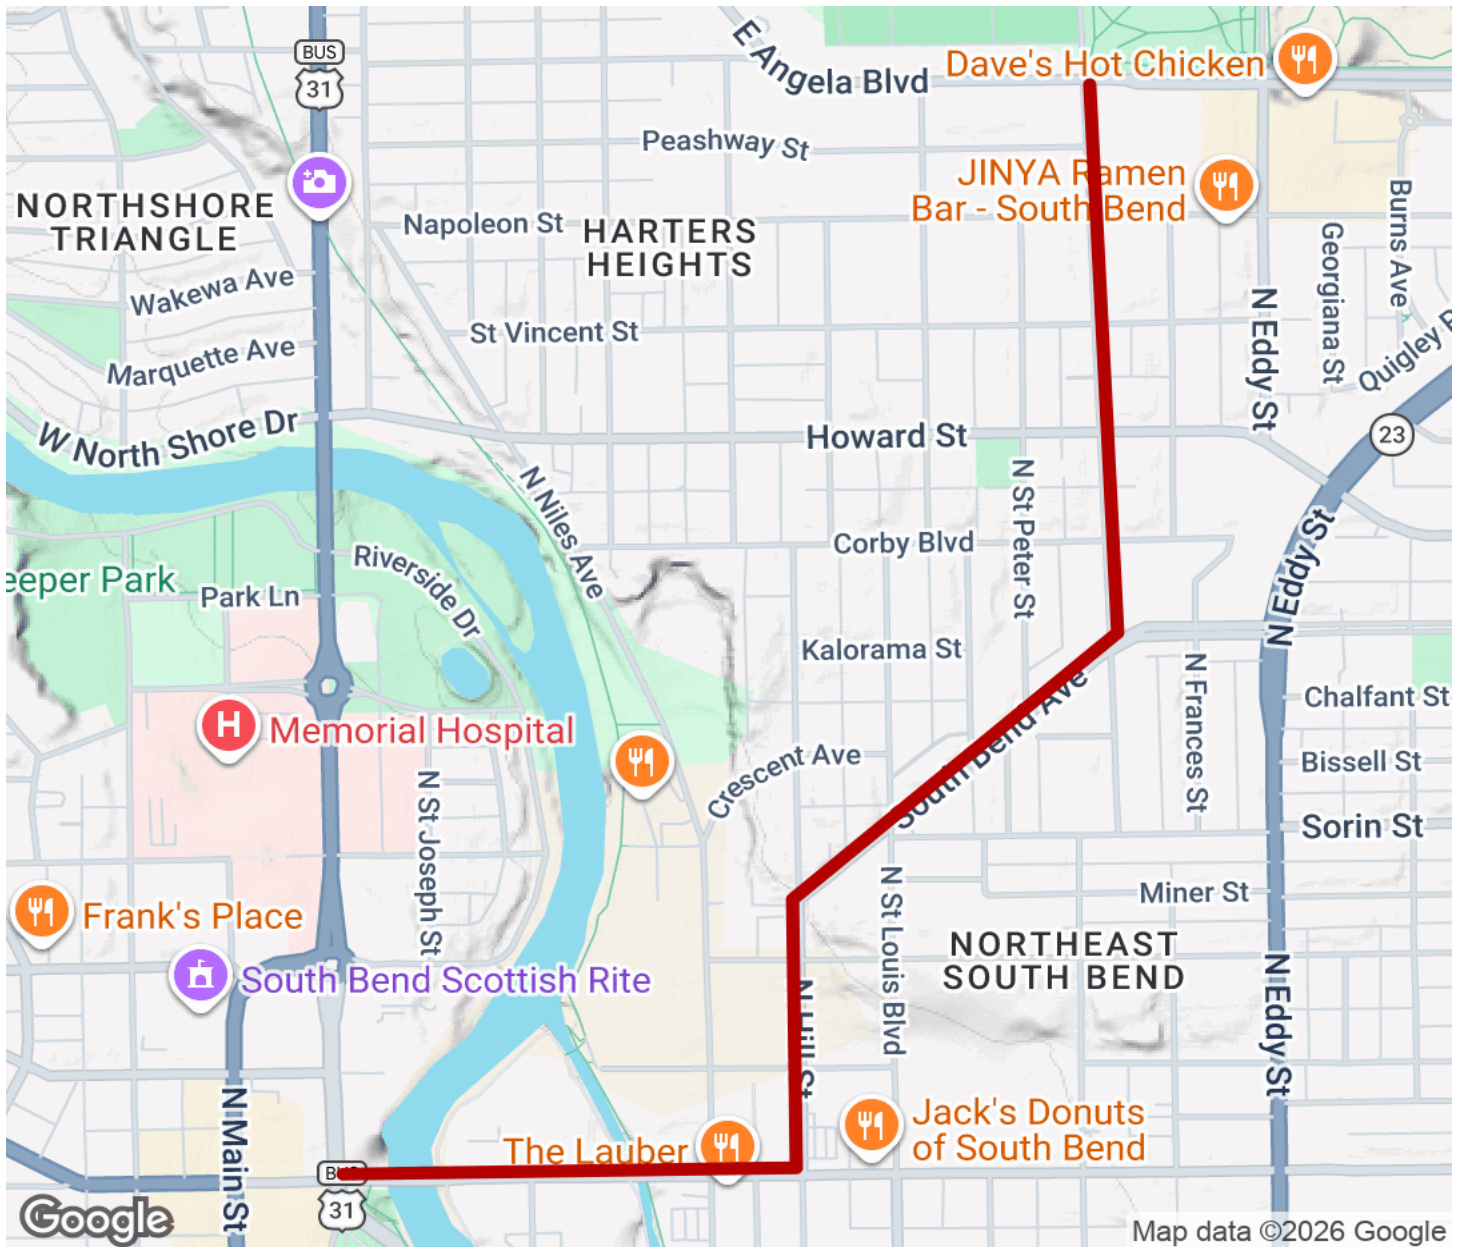 BUS
31
E Angela Blvd
Dave's Hot Chicken
Peashway St
JINYA Ramen
Bar - South Bend
NORTHSHORE
TRIANGLE
Napoleon St
HARTERS
HEIGHTS
Burns Ave
Georgiana St
Wakewa Ave
N Eddy St
St Vincent St
Marquette Ave
Quigley
W North Shore Dr
Howard St
23
N Niles Ave
N St Peter St
Corby Blvd
Riverside Dr
eeper Park
Park Ln
N Eddy St
Kalorama St
N Frances St
South Bend Ave
Chalfant St
H
Memorial Hospital
Crescent Ave
Bissell St
N St Joseph St
Sorin St
N St Louis Blvd
Miner St
Frank's Place
NORTHEAST
SOUTH BEND
South Bend Scottish Rite
N Hill St
N Eddy St
N Main St
Jack's Donuts
of South Bend
The Lauber
BUS
31
Google
Map data ©2026 Google